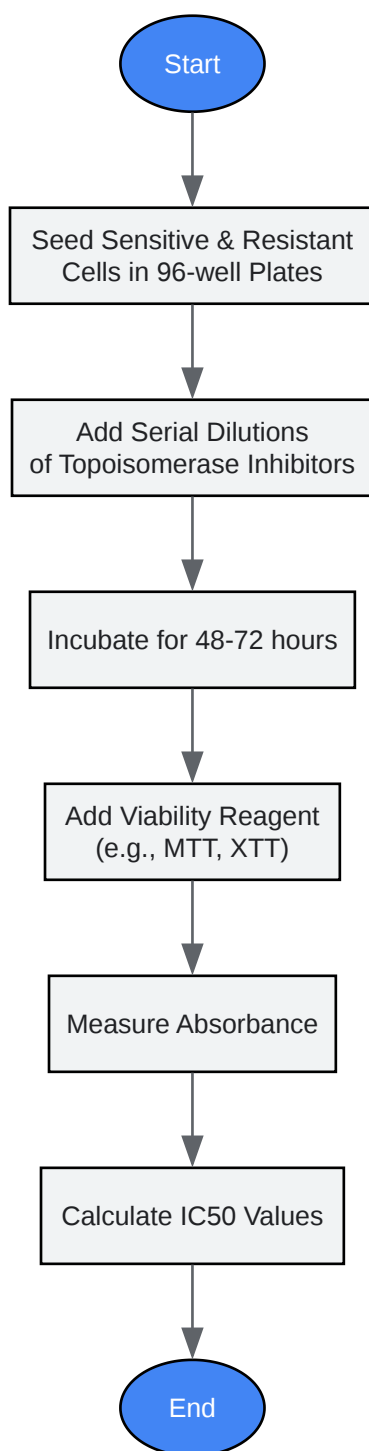 Start
Seed Sensitive & Resistant
Cells in 96-well Plates
Add Serial Dilutions
of Topoisomerase Inhibitors
Incubate for 48-72 hours
Add Viability Reagent
(e.g., MTT, XTT)
Measure Absorbance
Calculate IC50 Values
End